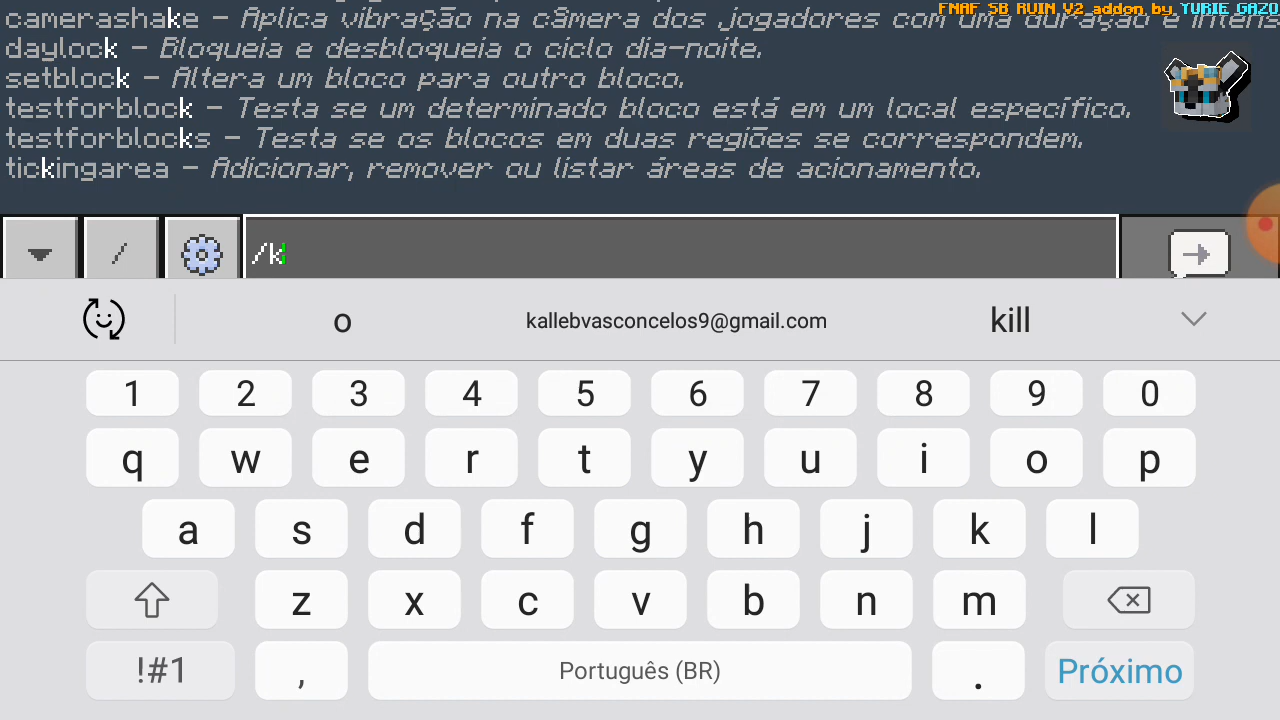 camerashake – Aplica vibração na câmera dos jogadores com uma duração e intens
FNAF SB RUIN V2 addon by YURIE GAZO
daylock – Bloqueia e desbloqueia o ciclo dia-noite.
setblock – Altera um bloco para outro bloco.
testforblock – Testa se um determinado bloco está em um local específico.
testforblocks – Testa se os blocos em duas regiões se correspondem.
tickingarea – Adicionar, remover ou listar áreas de acionamento.
/ /k
o kallebvasconcelos9@gmail.com kill
1 2 3 4 5 6 7 8 9 0
q w e r t y u i o p
a s d f g h j k l
z x c v b n m
!#1 , Português (BR) . Próximo